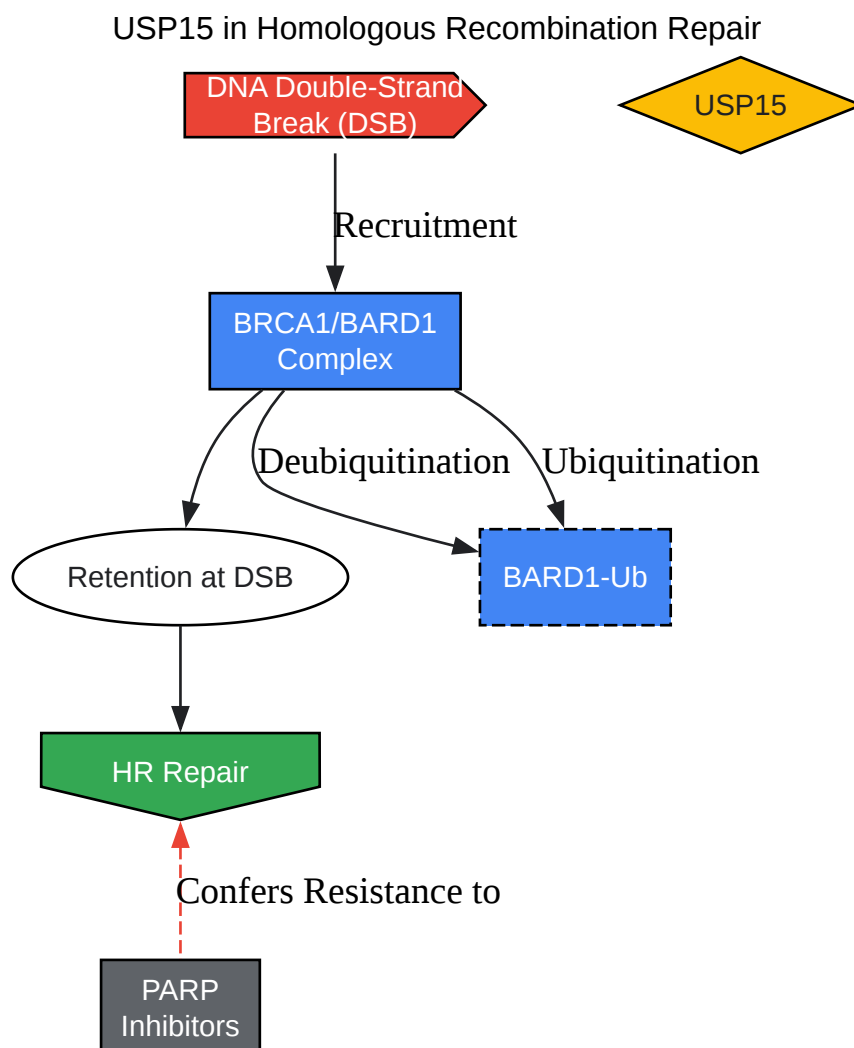 USP15 in Homologous Recombination Repair
DNA Double-Strand
Break (DSB)
USP15
Recruitment
BRCA1/BARD1
Complex
Deubiquitination
Ubiquitination
Retention at DSB
BARD1-Ub
HR Repair
Confers Resistance to
PARP
Inhibitors